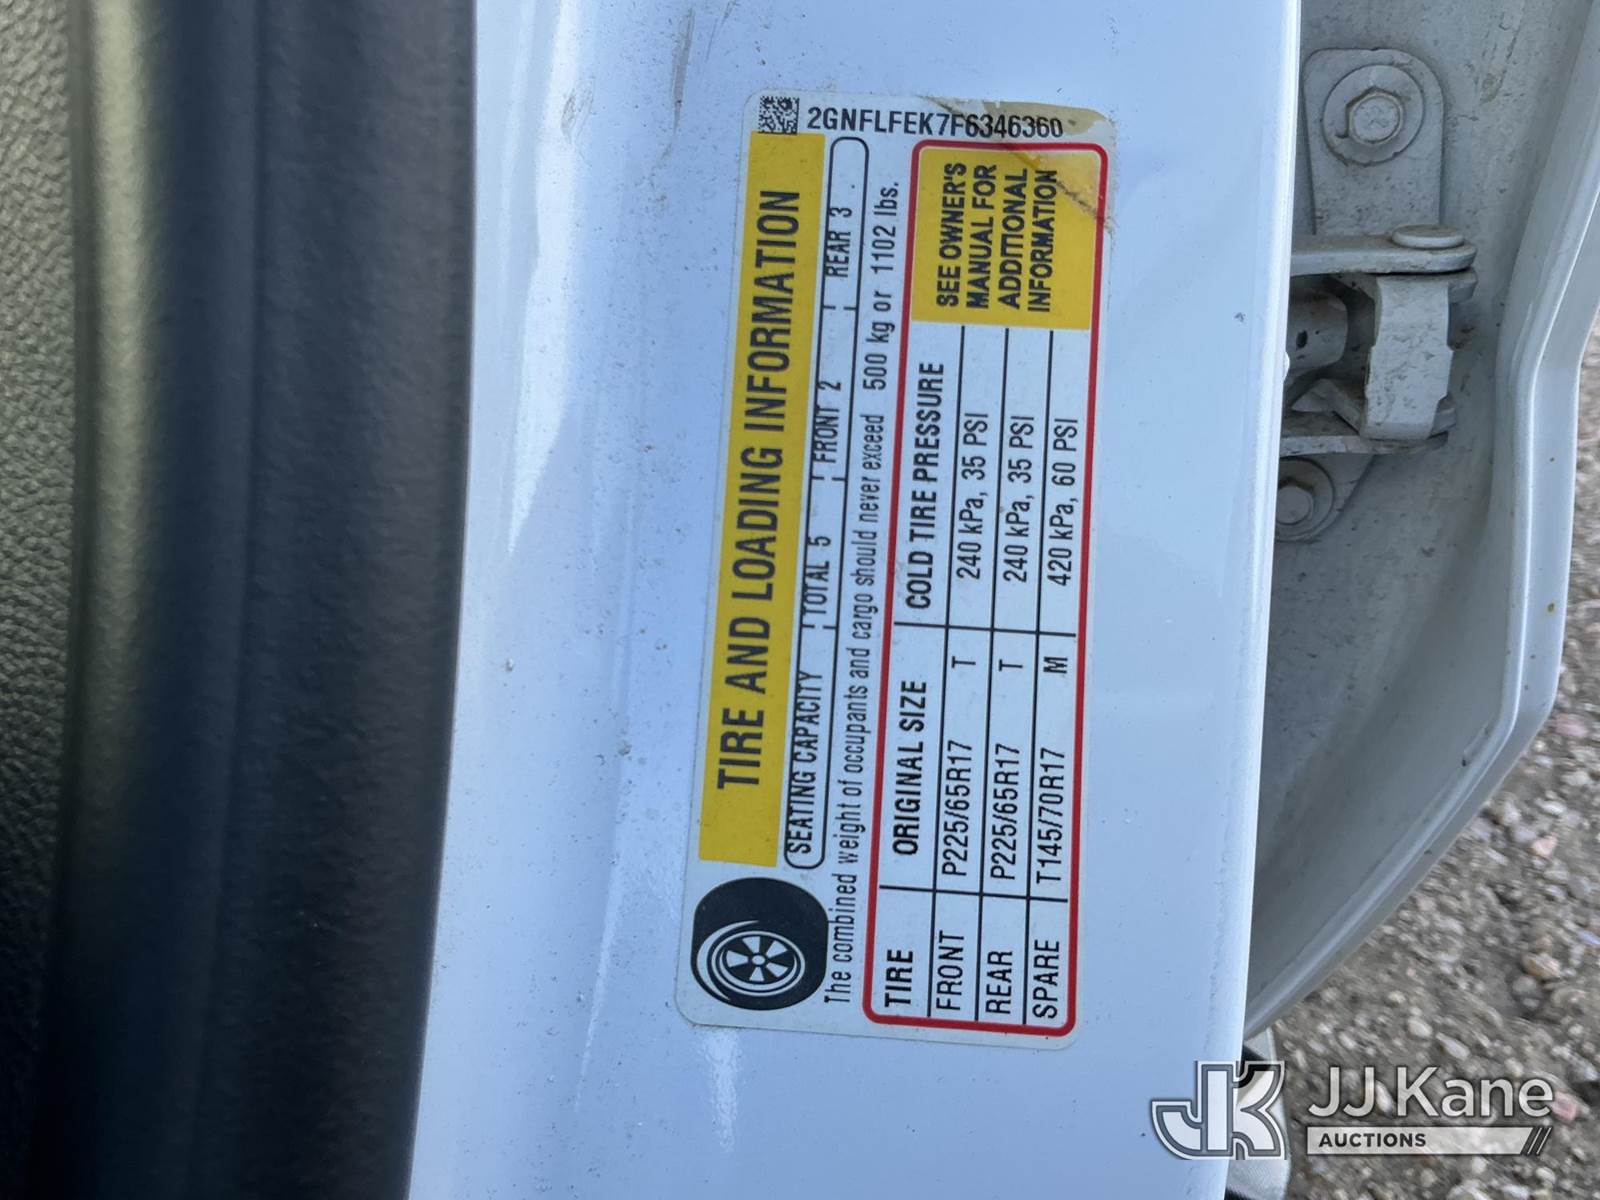 2GNFLFEK7F6346360
TIRE AND LOADING INFORMATION
SEATING CAPACITY TOTAL 5 FRONT 2 REAR 3
The combined weight of occupants and cargo should never exceed 500 kg or 1102 lbs.
TIRE ORIGINAL SIZE COLD TIRE PRESSURE
FRONT P225/65R17 T 240 kPa, 35 PSI
REAR P225/65R17 T 240 kPa, 35 PSI
SPARE T145/70R17 M 420 kPa, 60 PSI
SEE OWNER'S
MANUAL FOR
ADDITIONAL
INFORMATION
JK JJ Kane
AUCTIONS